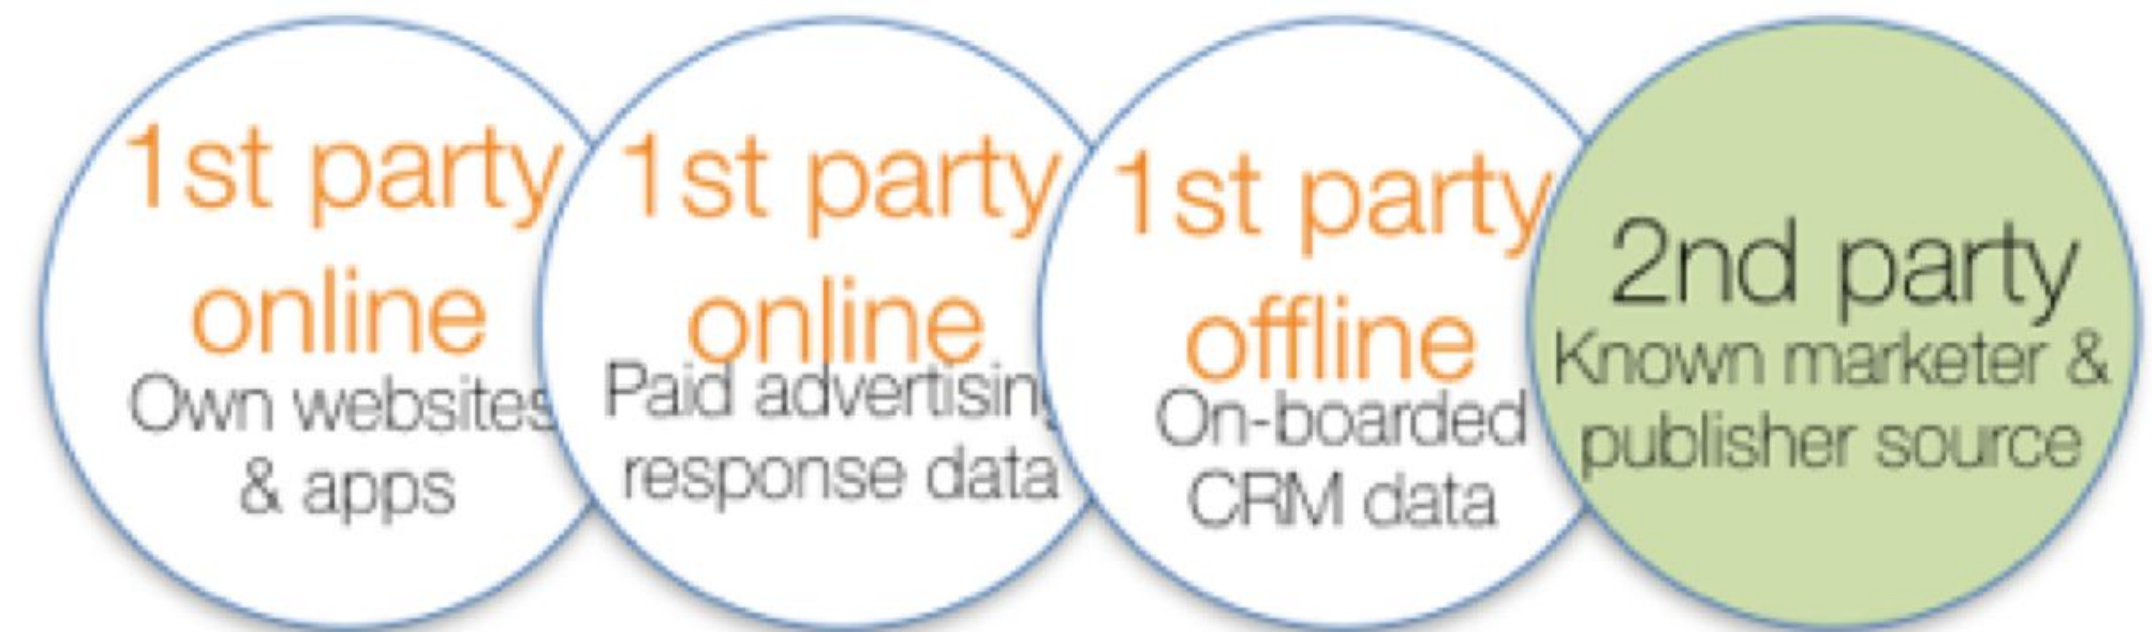 1st party
online
Own websites
& apps
1st party
online
Paid advertisin
response data
1st party
offline
On-boarded
CRM data
2nd party
Known marketer &
publisher source